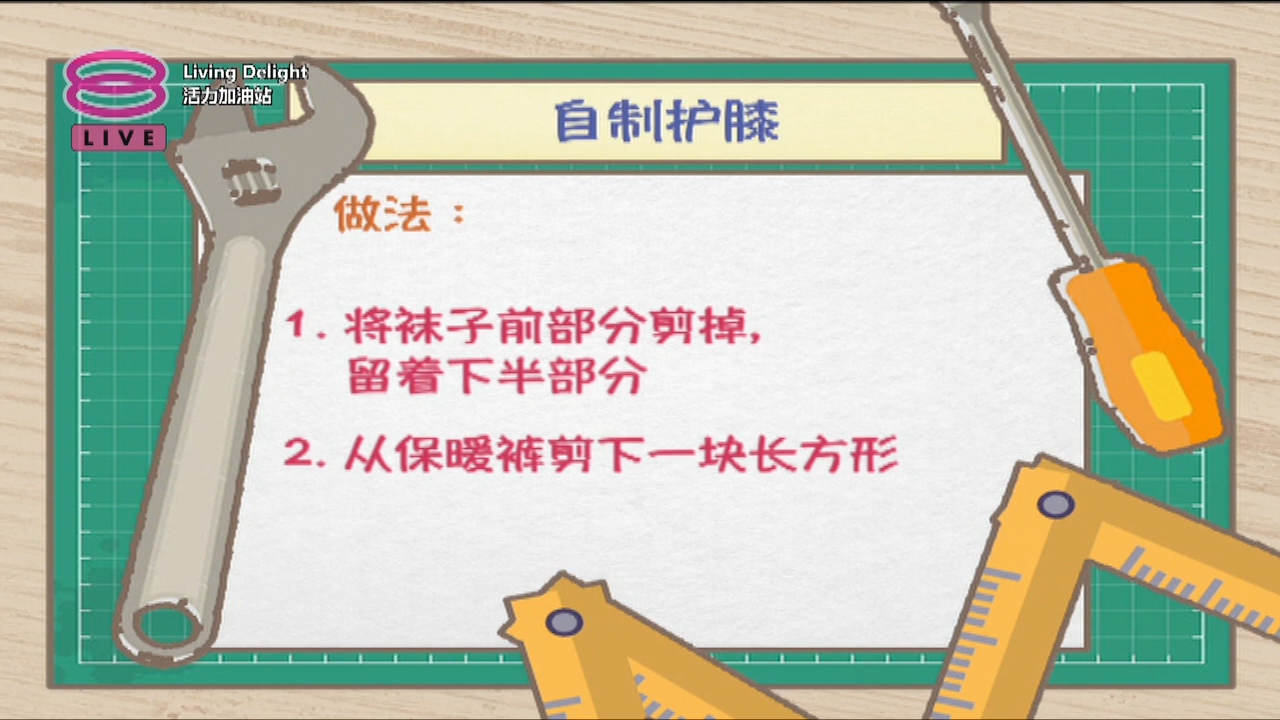 Living Delight
活力加油站
LIVE
自制护膝
做法：
1. 将袜子前部分剪掉,
留着下半部分
2. 从保暖裤剪下一块长方形